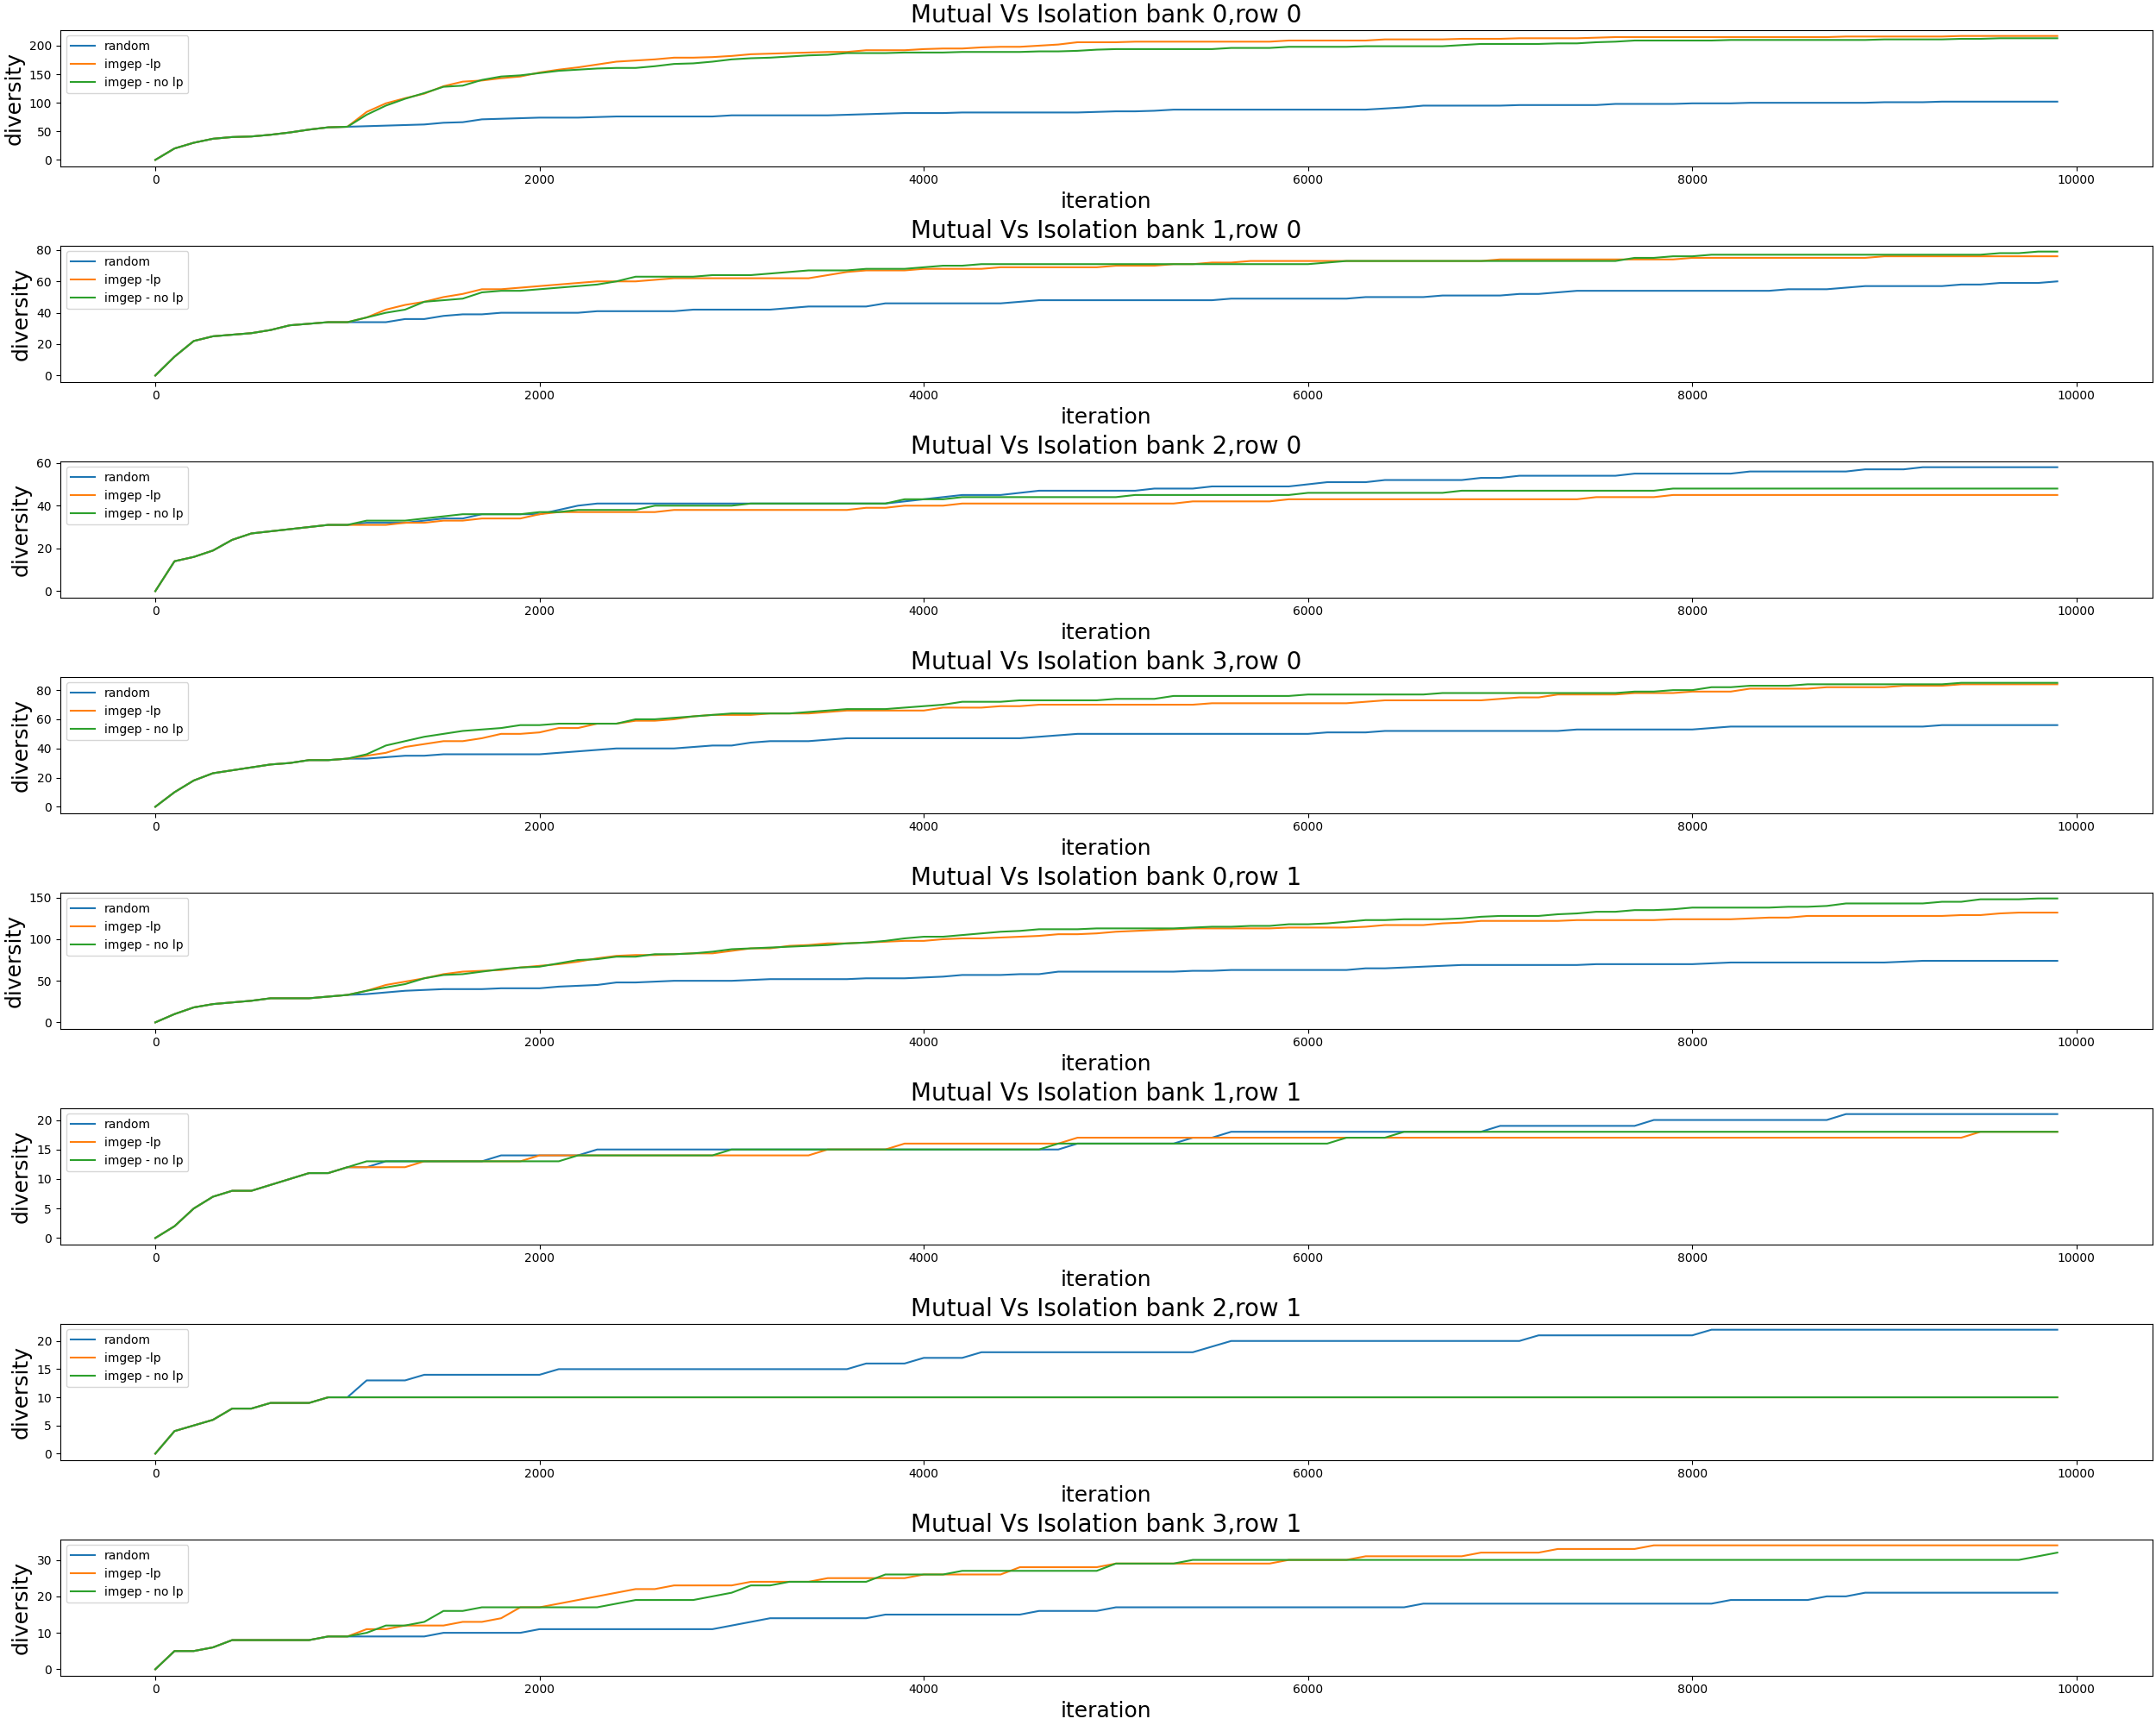 Mutual Vs Isolation bank 0,row 0
diversity
200
150
100
50
0
random
imgep -lp
imgep - no lp
0 2000 4000 6000 8000 10000
iteration
Mutual Vs Isolation bank 1,row 0
diversity
80
60
40
20
0
random
imgep -lp
imgep - no lp
0 2000 4000 6000 8000 10000
iteration
Mutual Vs Isolation bank 2,row 0
diversity
60
40
20
0
random
imgep -lp
imgep - no lp
0 2000 4000 6000 8000 10000
iteration
Mutual Vs Isolation bank 3,row 0
diversity
80
60
40
20
0
random
imgep -lp
imgep - no lp
0 2000 4000 6000 8000 10000
iteration
Mutual Vs Isolation bank 0,row 1
diversity
150
100
50
0
random
imgep -lp
imgep - no lp
0 2000 4000 6000 8000 10000
iteration
Mutual Vs Isolation bank 1,row 1
diversity
20
15
10
5
0
random
imgep -lp
imgep - no lp
0 2000 4000 6000 8000 10000
iteration
Mutual Vs Isolation bank 2,row 1
diversity
20
15
10
5
0
random
imgep -lp
imgep - no lp
0 2000 4000 6000 8000 10000
iteration
Mutual Vs Isolation bank 3,row 1
diversity
30
20
10
0
random
imgep -lp
imgep - no lp
0 2000 4000 6000 8000 10000
iteration